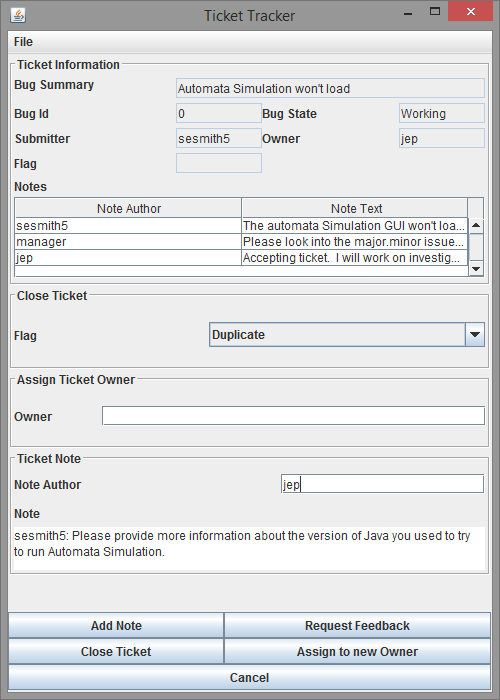 Ticket Tracker
File
Ticket Information
Bug Summary Automata Simulation won't load
Bug Id 0 Bug State Working
Submitter sesmith5 Owner jep
Flag
Notes
Note Author Note Text
sesmith5 The automata Simulation GUI won't loa...
manager Please look into the major.minor issue...
jep Accepting ticket. I will work on investig...
Close Ticket
Flag Duplicate
Assign Ticket Owner
Owner
Ticket Note
Note Author jep
Note
sesmith5: Please provide more information about the version of Java you used to try
to run Automata Simulation.
Add Note Request Feedback
Close Ticket Assign to new Owner
Cancel